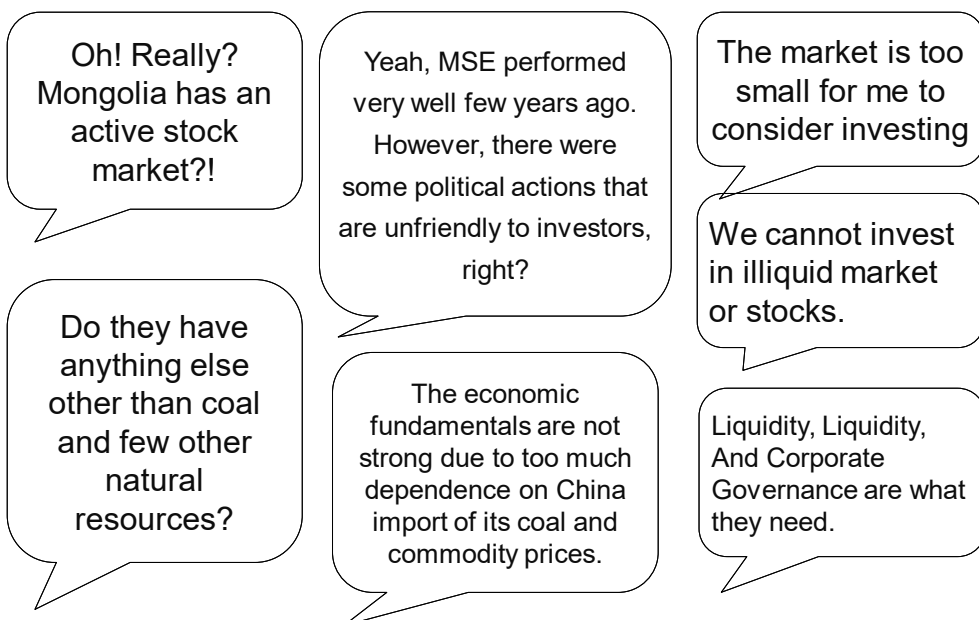 Oh! Really?
Mongolia has an
active stock
market?!
Do they have
anything else
other than coal
and few other
natural
resources?
Yeah, MSE performed
very well few years ago.
However, there were
some political actions that
are unfriendly to investors,
right?
The economic
fundamentals are not
strong due to too much
dependence on China
import of its coal and
commodity prices.
The market is too
small for me to
consider investing
We cannot invest
in illiquid market
or stocks.
Liquidity, Liquidity,
And Corporate
Governance are what
they need.